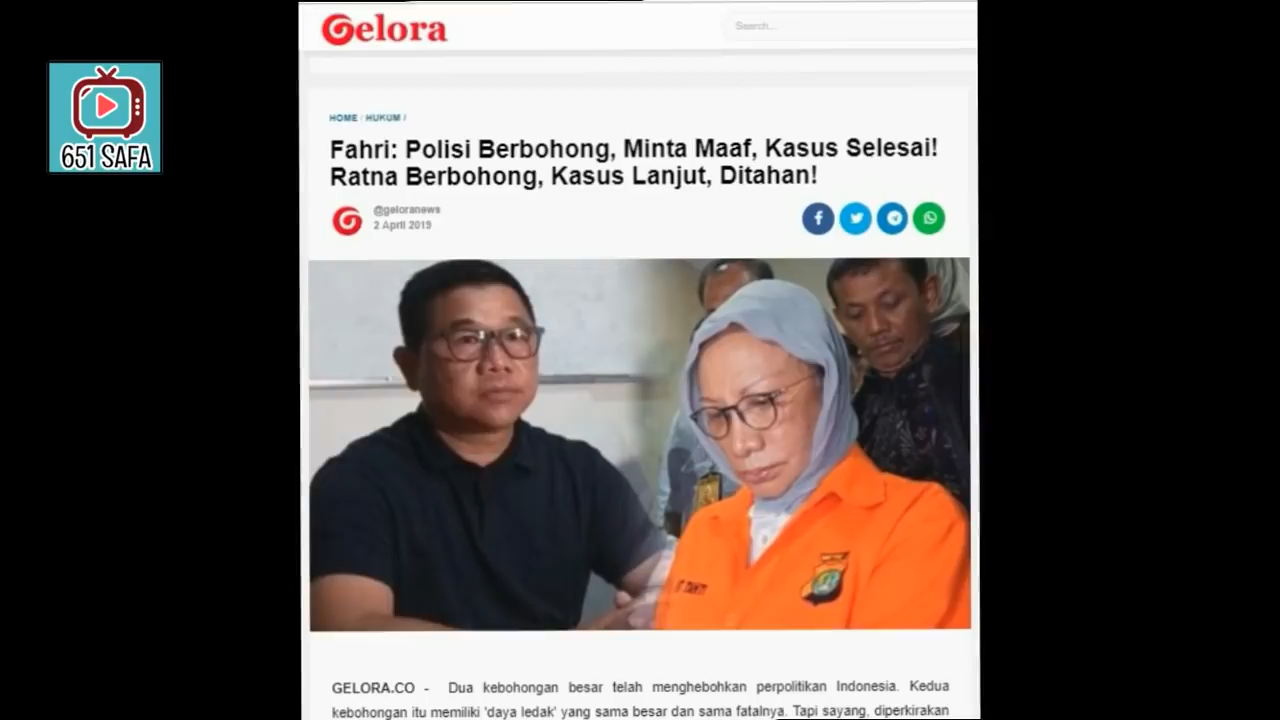 Gelora
Search...
651 SAFA
HOME / HUKUM /
Fahri: Polisi Berbohong, Minta Maaf, Kasus Selesai!
Ratna Berbohong, Kasus Lanjut, Ditahan!
@geloranews
2 April 2019
GELORA.CO - Dua kebohongan besar telah menghebohkan perpolitikan Indonesia. Kedua
kebohongan itu memiliki 'daya ledak' yang sama besar dan sama fatalnya. Tapi sayang, diperkirakan